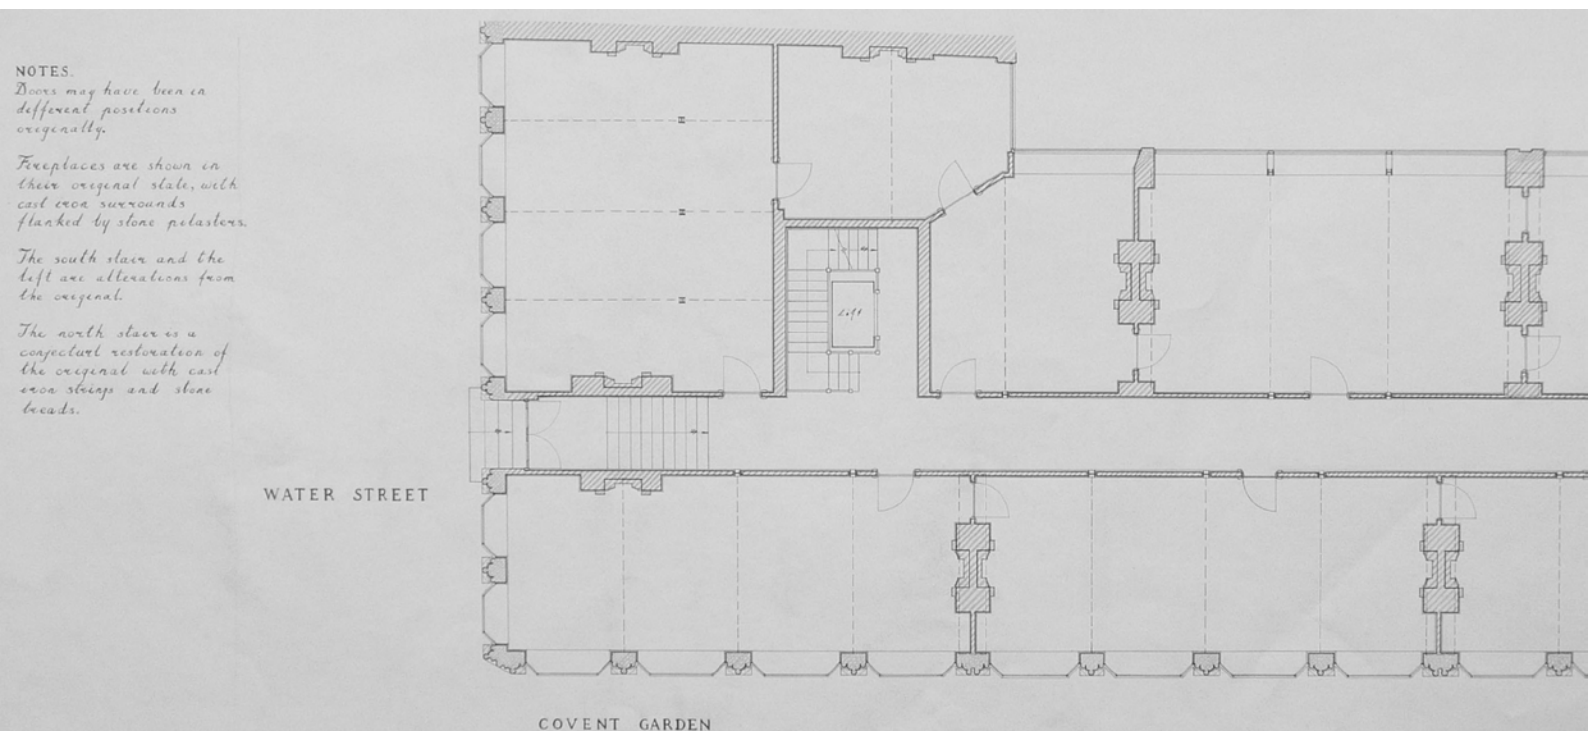 NOTES.
Doors may have been in
different positions
originally.
Fireplaces are shown in
their original state, with
cast iron surrounds
flanked by stone pilasters.
The south stair and the
lift are alterations from
the original.
The north stair is a
conjectural restoration of
the original with cast
iron strings and stone
treads.
Lift
WATER STREET
COVENT GARDEN